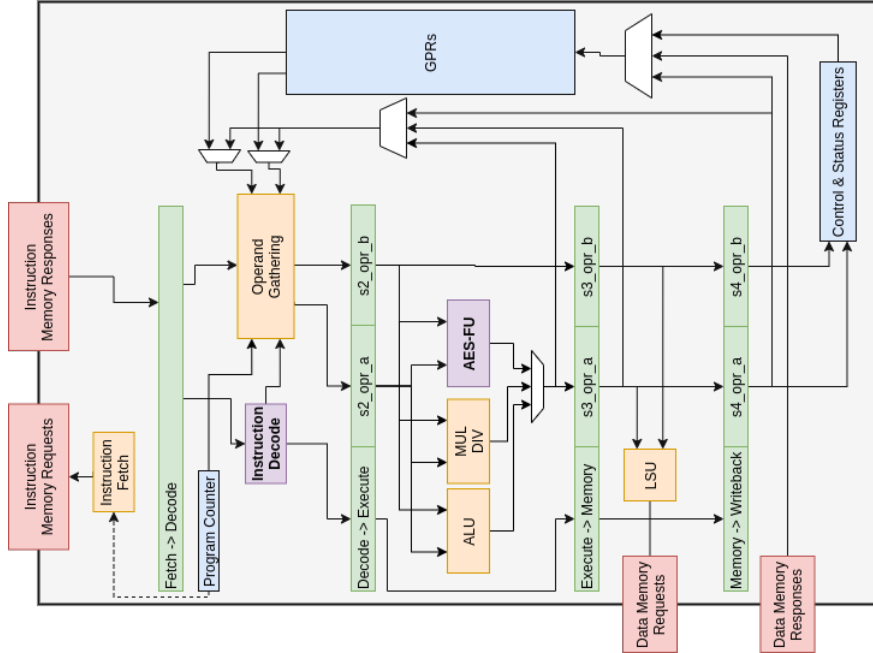 Instruction
Memory Requests
Instruction
Memory Responses
Instruction
Fetch
Fetch -> Decode
Program Counter
Instruction
Decode
Operand
Gathering
GPRs
Decode -> Execute
s2_opr_a
s2_opr_b
ALU
MUL
DIV
AES-FU
Execute -> Memory
s3_opr_a
s3_opr_b
LSU
Data Memory
Requests
Memory -> Writeback
s4_opr_a
s4_opr_b
Data Memory
Responses
Control & Status Registers